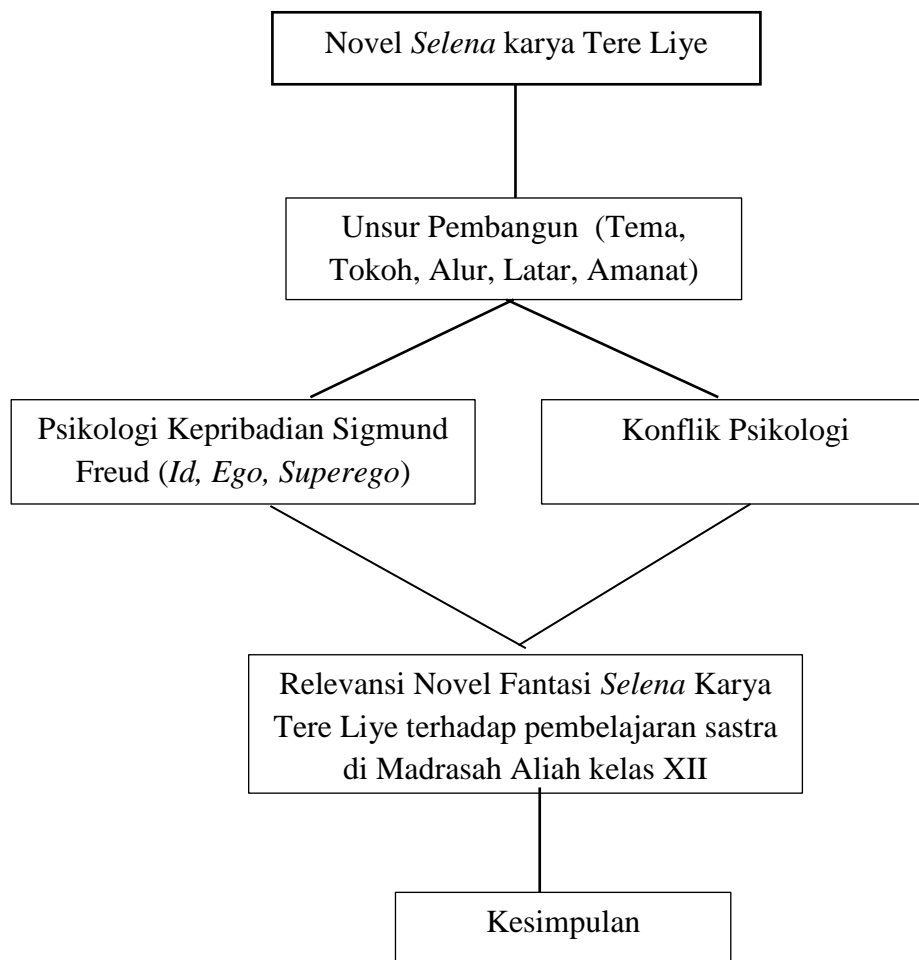 Novel Selena karya Tere Liye
Unsur Pembangun (Tema,
Tokoh, Alur, Latar, Amanat)
Psikologi Kepribadian Sigmund
Freud (Id, Ego, Superego)
Konflik Psikologi
Relevansi Novel Fantasi Selena Karya
Tere Liye terhadap pembelajaran sastra
di Madrasah Aliah kelas XII
Kesimpulan